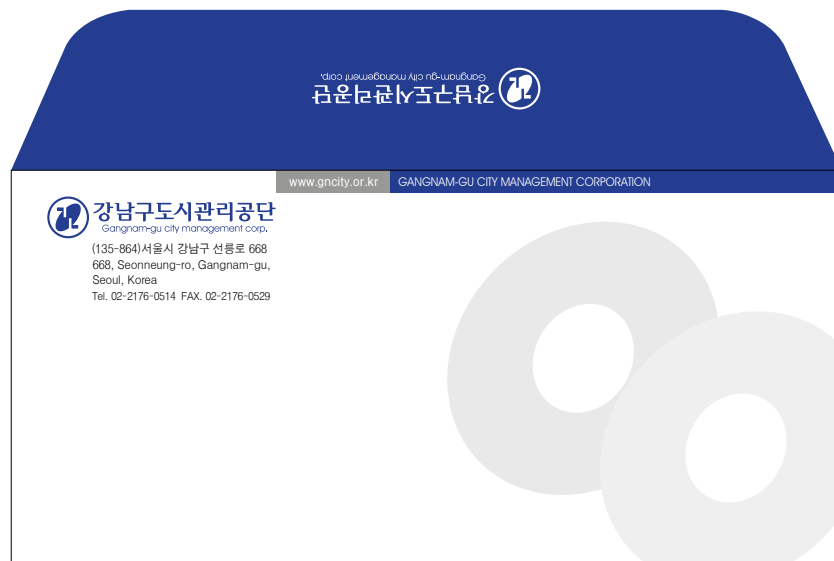 강남구도시관리공단
Gangnam-gu city management corp.
www.gncity.or.kr GANGNAM-GU CITY MANAGEMENT CORPORATION
강남구도시관리공단
Gangnam-gu city management corp.
(135-864)서울시 강남구 선릉로 668
668, Seonneung-ro, Gangnam-gu,
Seoul, Korea
Tel. 02-2176-0514 FAX. 02-2176-0529